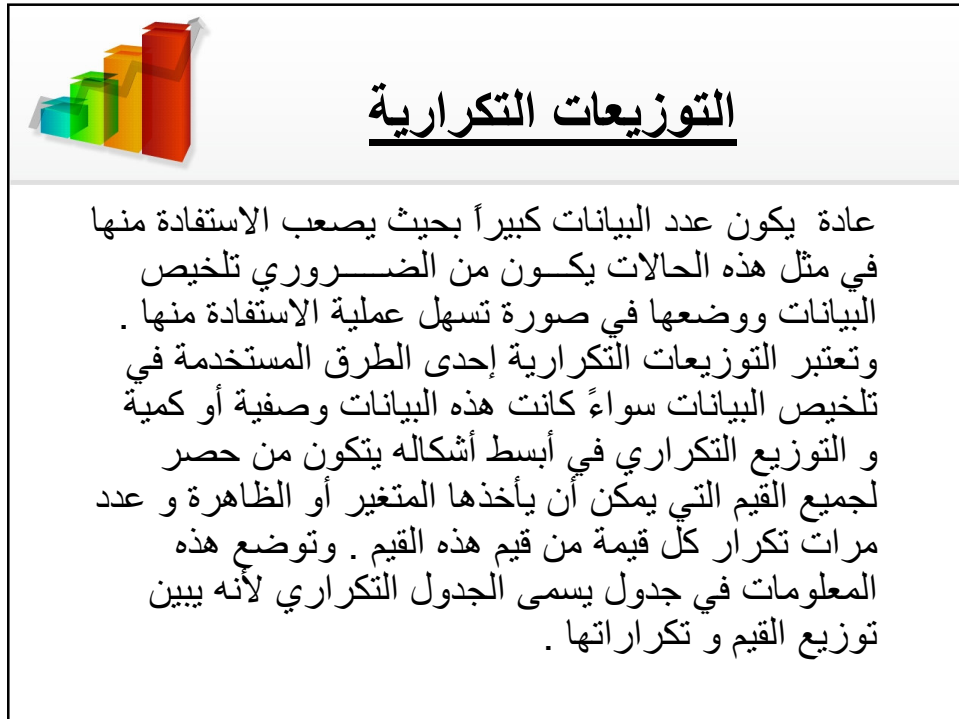 التوزيعات التكرارية
عادة يكون عدد البيانات كبيراً بحيث يصعب الاستفادة منها
في مثل هذه الحالات يكـــون من الضـــــروري تلخيص
البيانات ووضعها في صورة تسهل عملية الاستفادة منها .
وتعتبر التوزيعات التكرارية إحدى الطرق المستخدمة في
تلخيص البيانات سواءً كانت هذه البيانات وصفية أو كمية
و التوزيع التكراري في أبسط أشكاله يتكون من حصر
لجميع القيم التي يمكن أن يأخذها المتغير أو الظاهرة و عدد
مرات تكرار كل قيمة من قيم هذه القيم . وتوضع هذه
المعلومات في جدول يسمى الجدول التكراري لأنه يبين
توزيع القيم و تكراراتها .